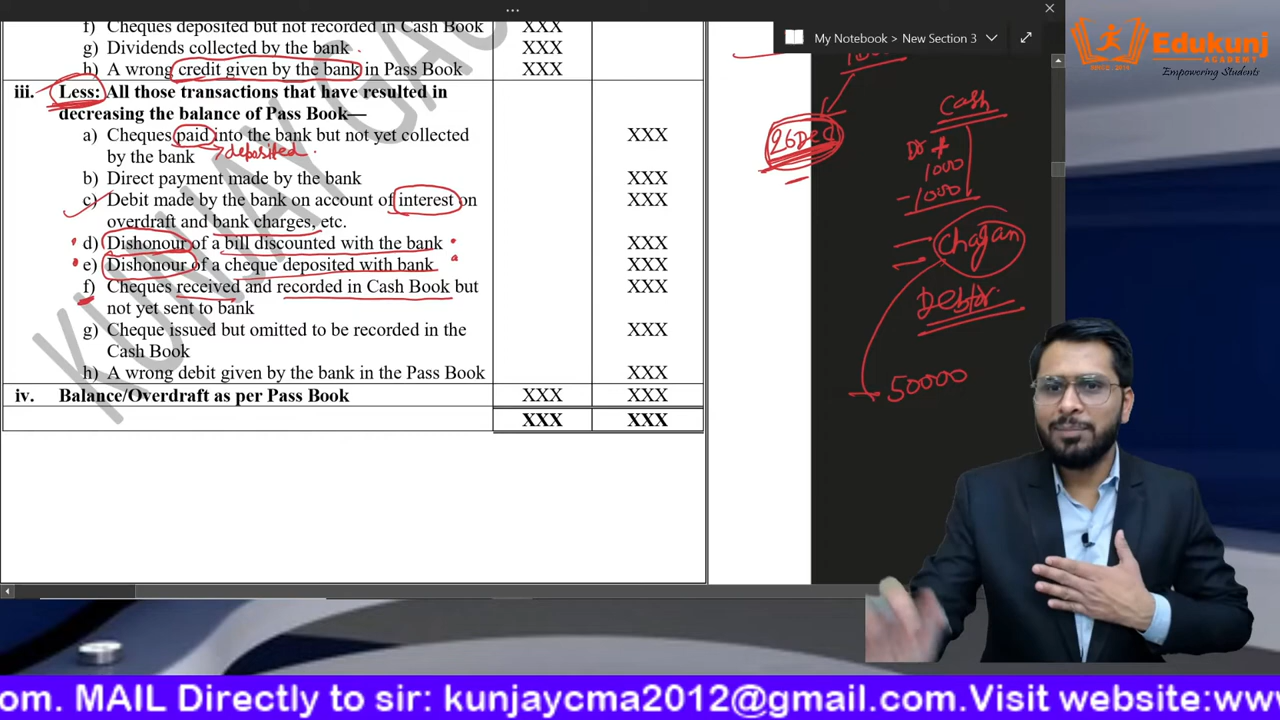 f) Cheques deposited but not recorded in Cash Book XXX
g) Dividends collected by the bank XXX
h) A wrong credit given by the bank in Pass Book XXX
iii. Less: All those transactions that have resulted in
decreasing the balance of Pass Book—
a) Cheques paid into the bank but not yet collected XXX
deposited
by the bank
b) Direct payment made by the bank XXX
c) Debit made by the bank on account of interest on XXX
overdraft and bank charges, etc.
d) Dishonour of a bill discounted with the bank XXX
e) Dishonour of a cheque deposited with bank XXX
f) Cheques received and recorded in Cash Book but XXX
not yet sent to bank
g) Cheque issued but omitted to be recorded in the XXX
Cash Book
h) A wrong debit given by the bank in the Pass Book XXX
iv. Balance/Overdraft as per Pass Book XXX XXX
XXX XXX
My Notebook > New Section 3
26 Dec
Cash
Dr +
1000
-1000
Chagan
Debtor
50000
Edukunj
ACADEMY
Empowering Students
om. MAIL Directly to sir: kunjaycma2012@gmail.com.Visit website:www